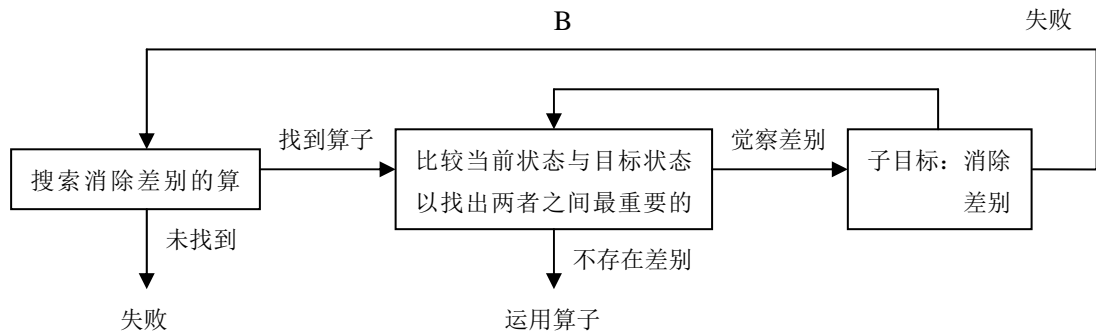 B
失败
找到算子
觉察差别
搜索消除差别的算
比较当前状态与目标状态
以找出两者之间最重要的
子目标：消除
差别
未找到
不存在差别
失败
运用算子